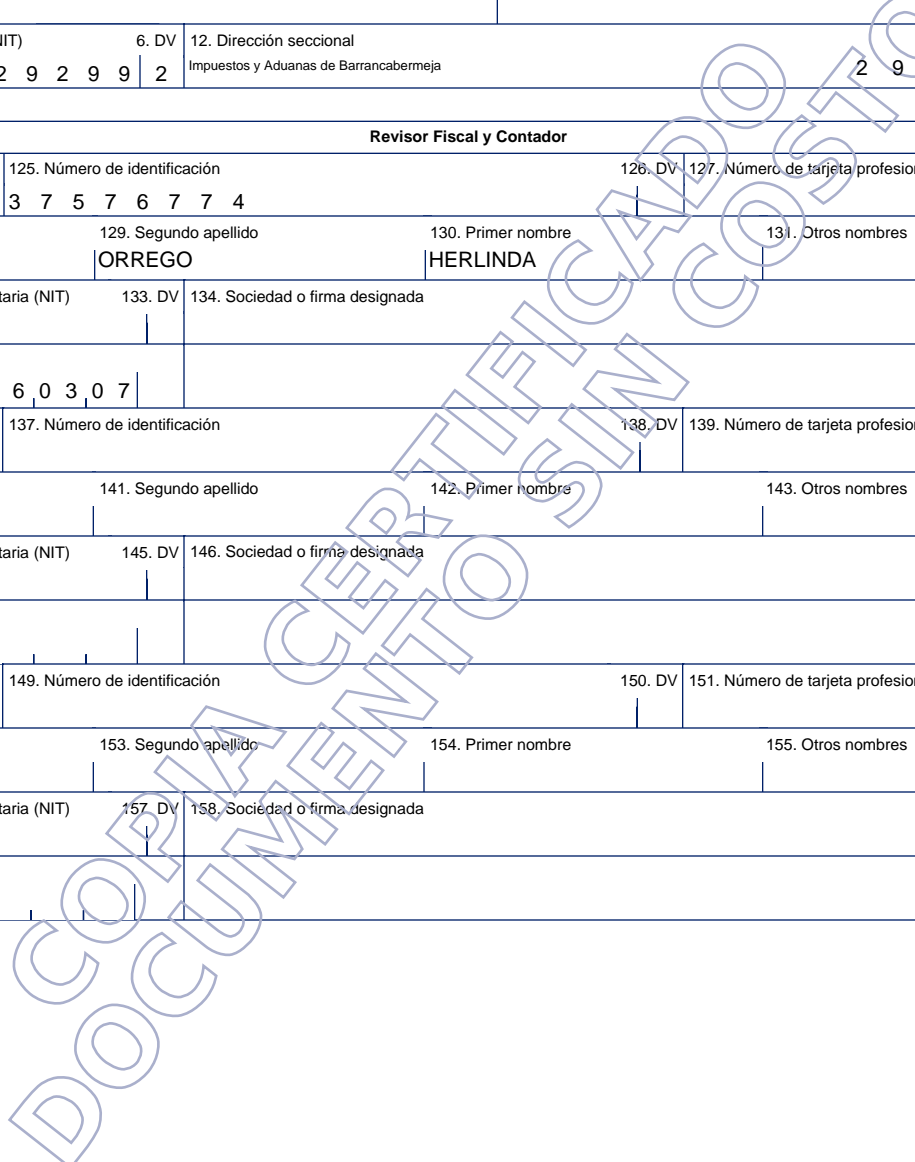 NIT) 6. DV 12. Dirección seccional
2 9 2 9 9 2 Impuestos y Aduanas de Barrancabermeja 2 9
Revisor Fiscal y Contador
125. Número de identificación 126. DV 127. Número de tarjeta profesion
3 7 5 7 6 7 7 4
129. Segundo apellido 130. Primer nombre 131. Otros nombres
ORREGO HERLINDA
taria (NIT) 133. DV 134. Sociedad o firma designada
6 0 3 0 7
137. Número de identificación 138. DV 139. Número de tarjeta profesion
141. Segundo apellido 142. Primer nombre 143. Otros nombres
taria (NIT) 145. DV 146. Sociedad o firma designada
149. Número de identificación 150. DV 151. Número de tarjeta profesion
153. Segundo apellido 154. Primer nombre 155. Otros nombres
taria (NIT) 157. DV 158. Sociedad o firma designada
COPIA CERTIFICADO
DOCUMENTO SIN COSTO